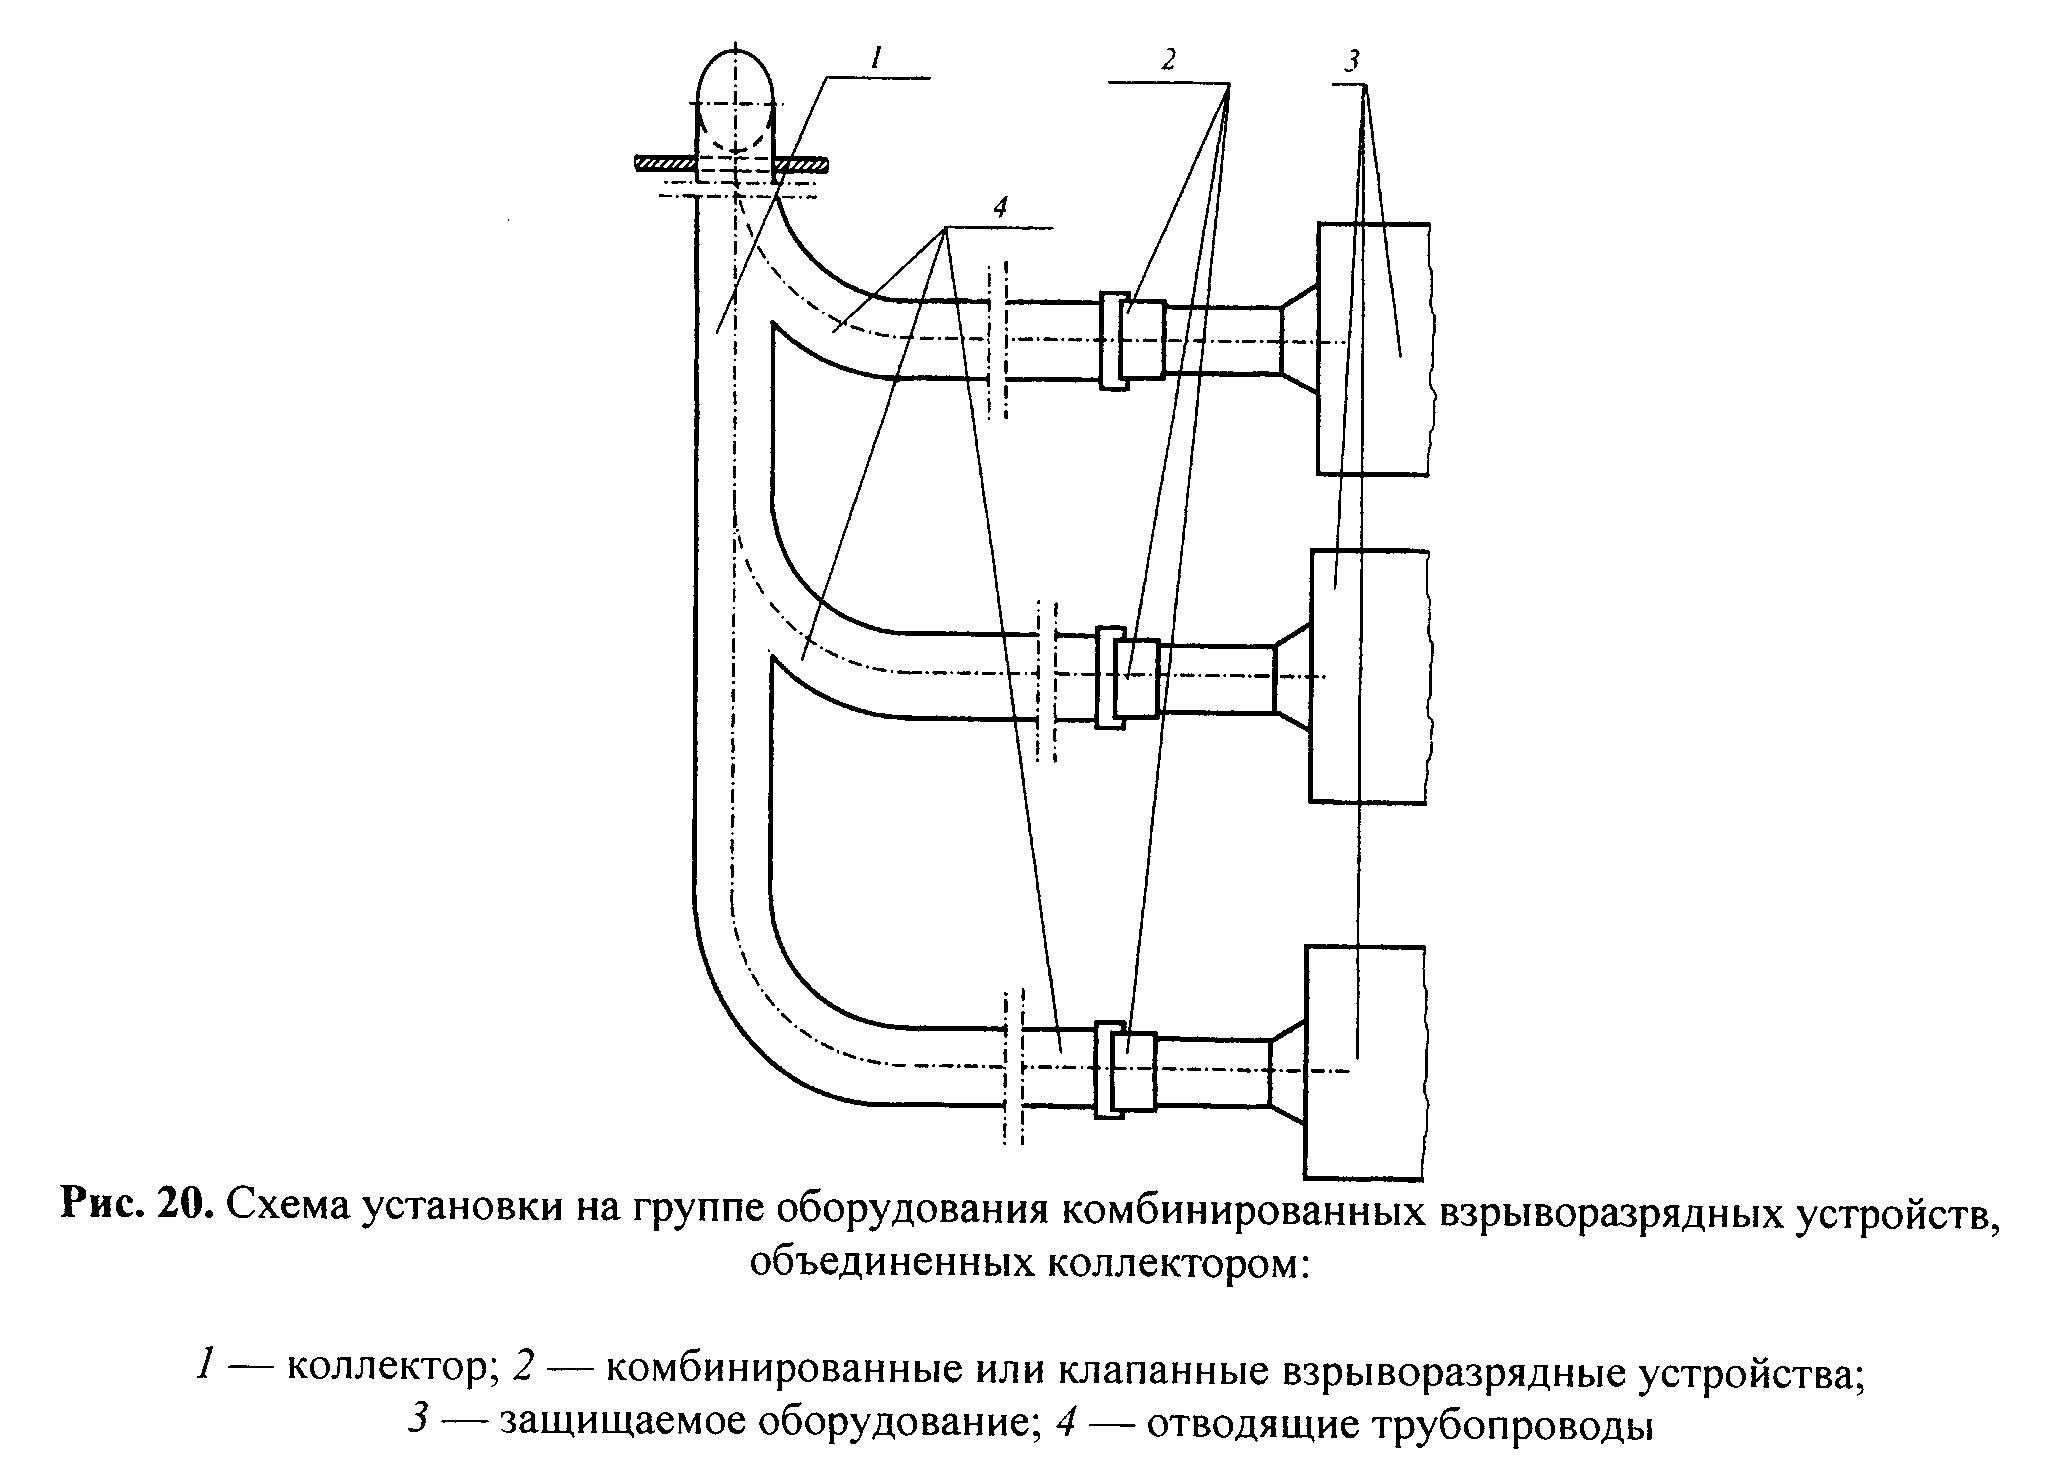 1 2 3
4
Рис. 20. Схема установки на группе оборудования комбинированных взрыворазрядных устройств,
объединенных коллектором:
1 — коллектор; 2 — комбинированные или клапанные взрыворазрядные устройства;
3 — защищаемое оборудование; 4 — отводящие трубопроводы